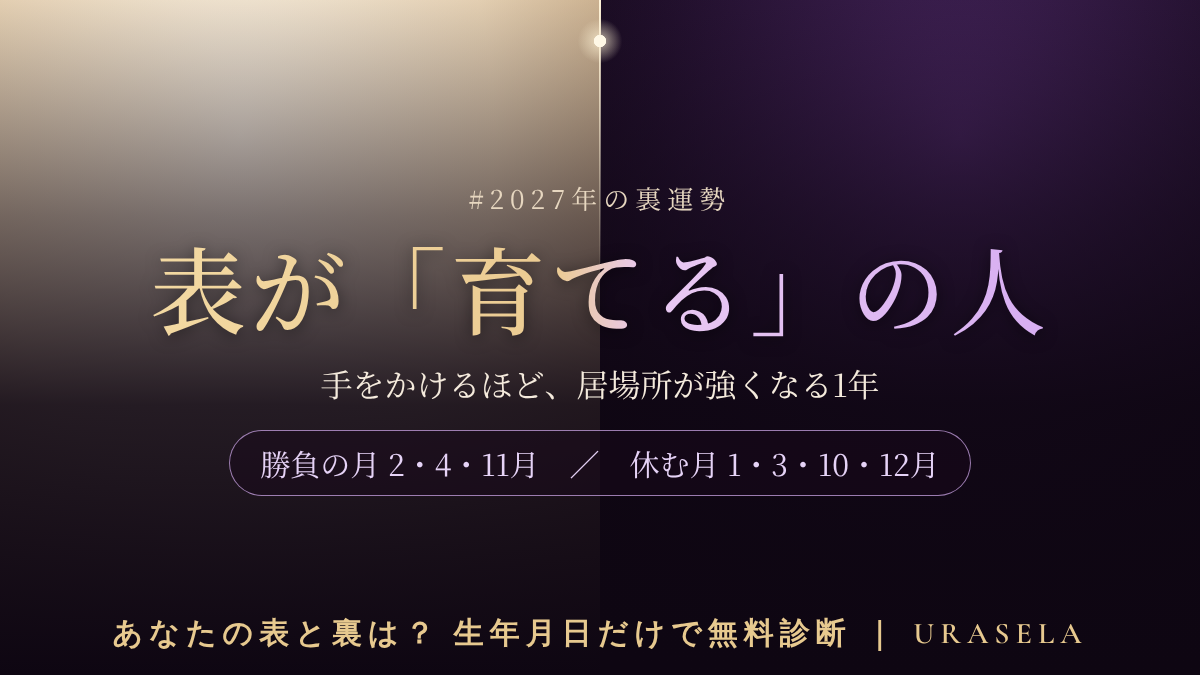 #2027年の裏運勢
表が「育てる」の人
手をかけるほど、居場所が強くなる1年
勝負の月 2・4・11月　／　休む月 1・3・10・12月
あなたの表と裏は？ 生年月日だけで無料診断 ｜ URASELA